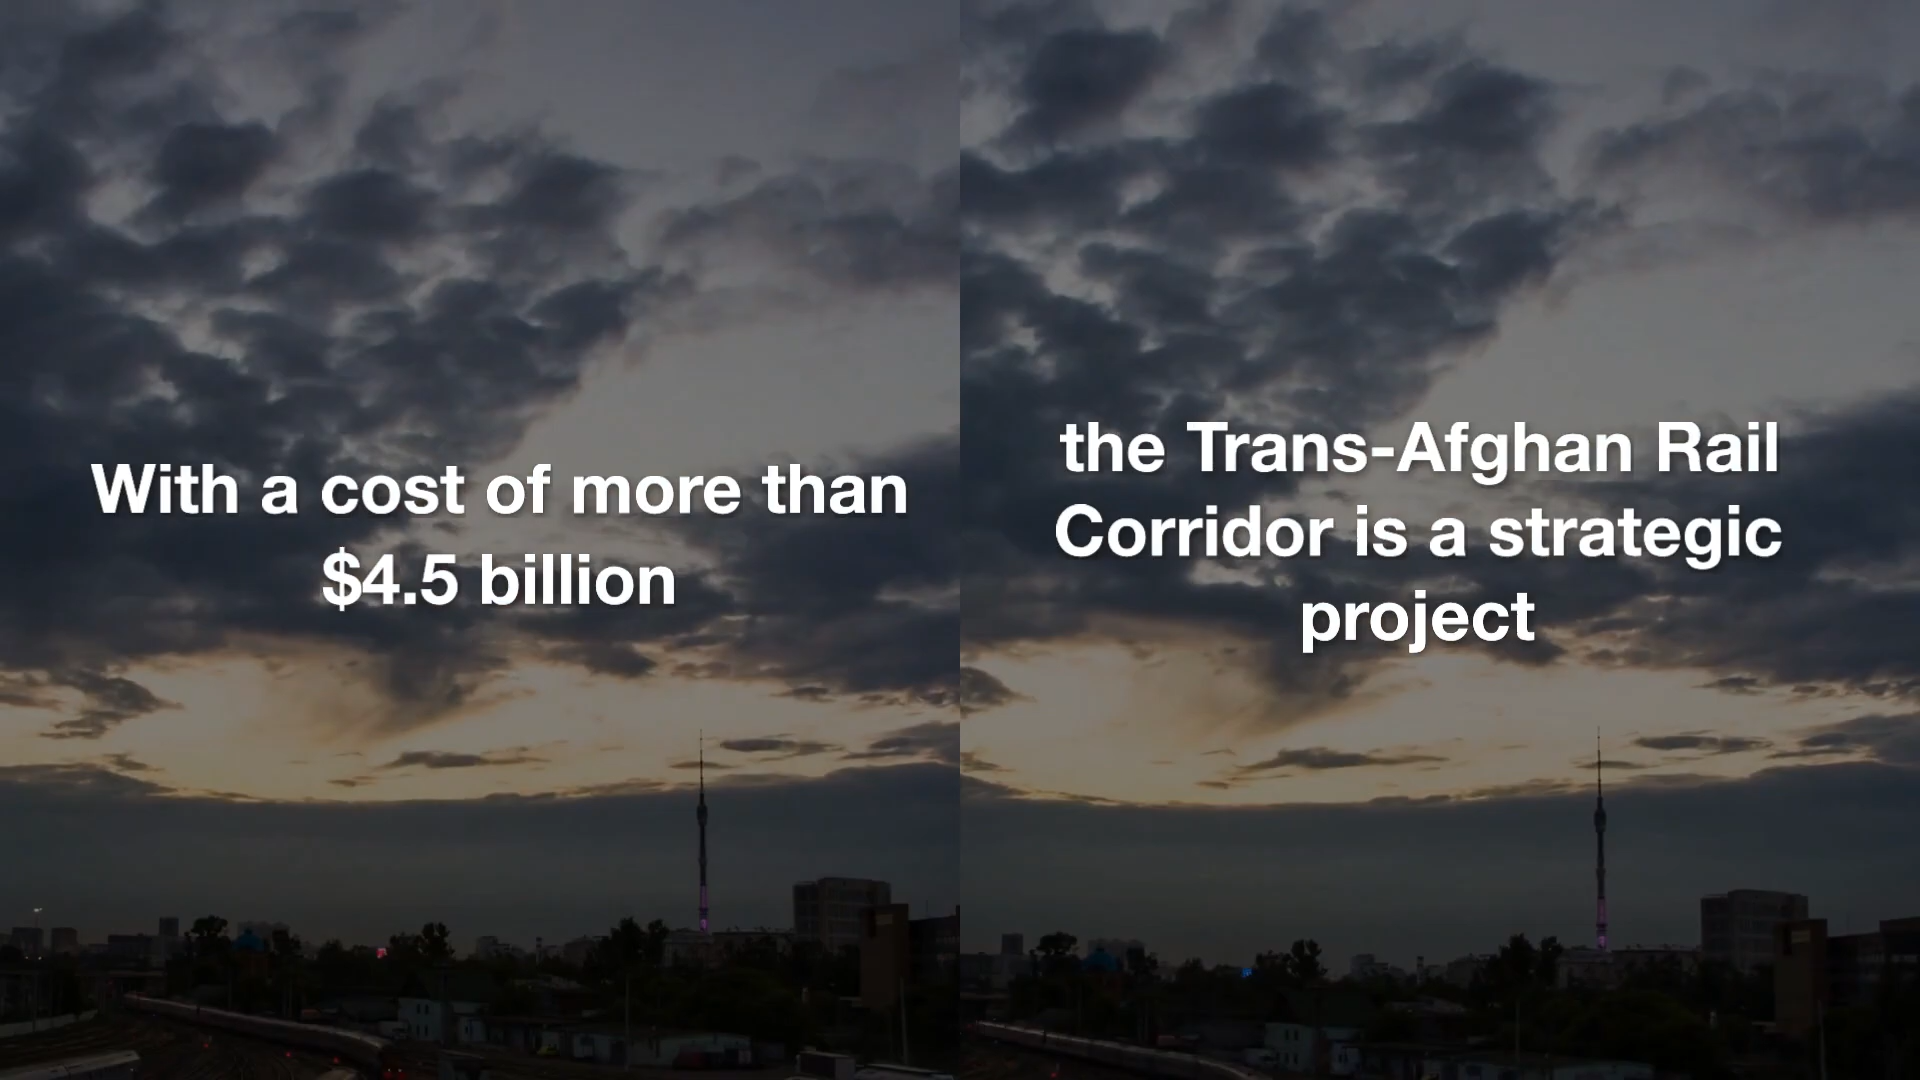 With a cost of more than
$4.5 billion
the Trans-Afghan Rail
Corridor is a strategic
project